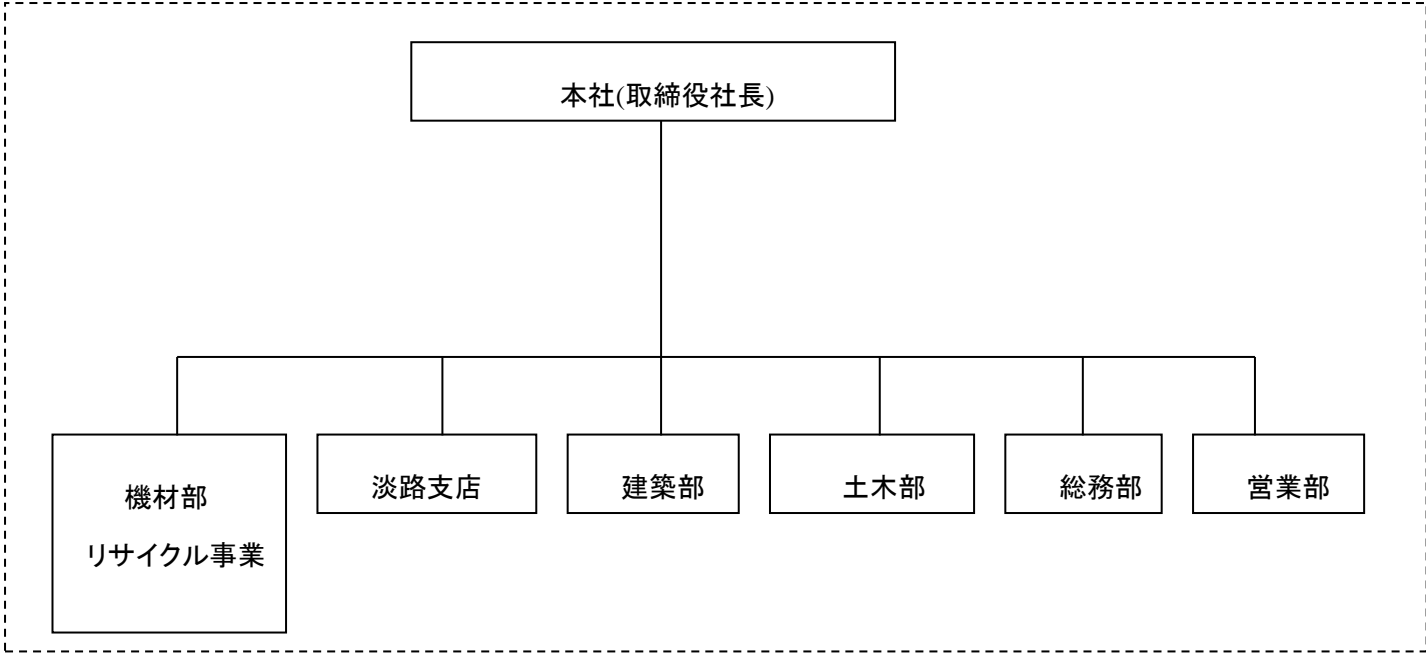 本社(取締役社長)
機材部
リサイクル事業
淡路支店
建築部
土木部
総務部
営業部